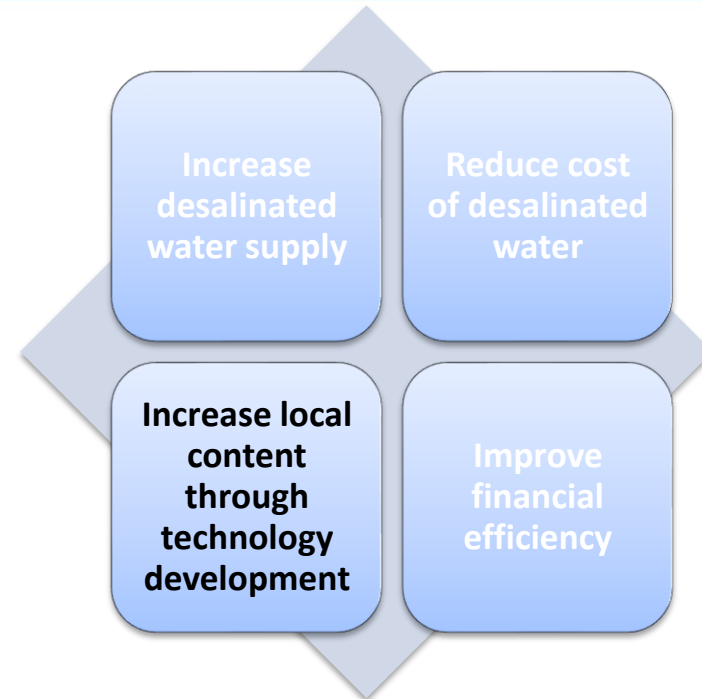 Increase
desalinated
water supply
Reduce cost
of desalinated
water
Increase local
content
through
technology
development
Improve
financial
efficiency